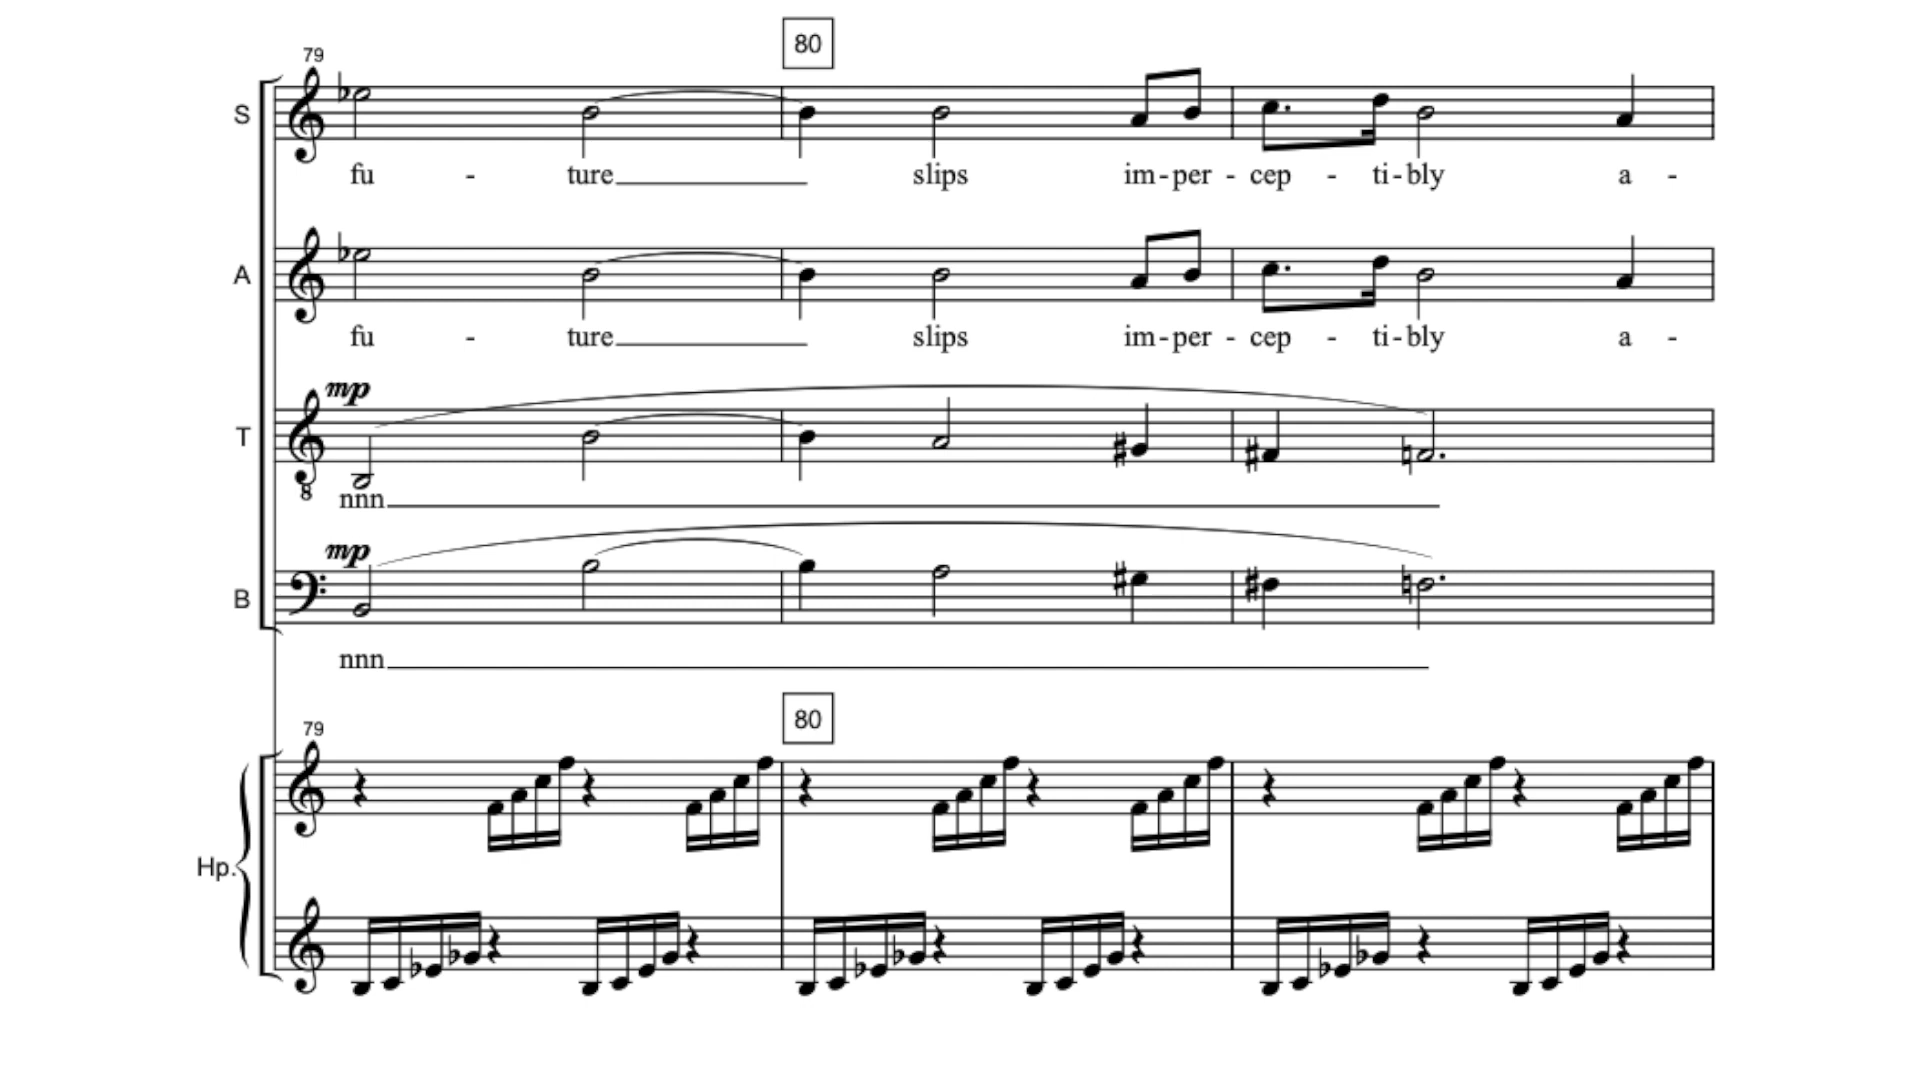 80
79
S
fu - ture slips im-per - cep - ti-bly a -
A
fu - ture slips im-per - cep - ti-bly a -
mp
T
8
nnn
mp
B
nnn
80
79
Hp.